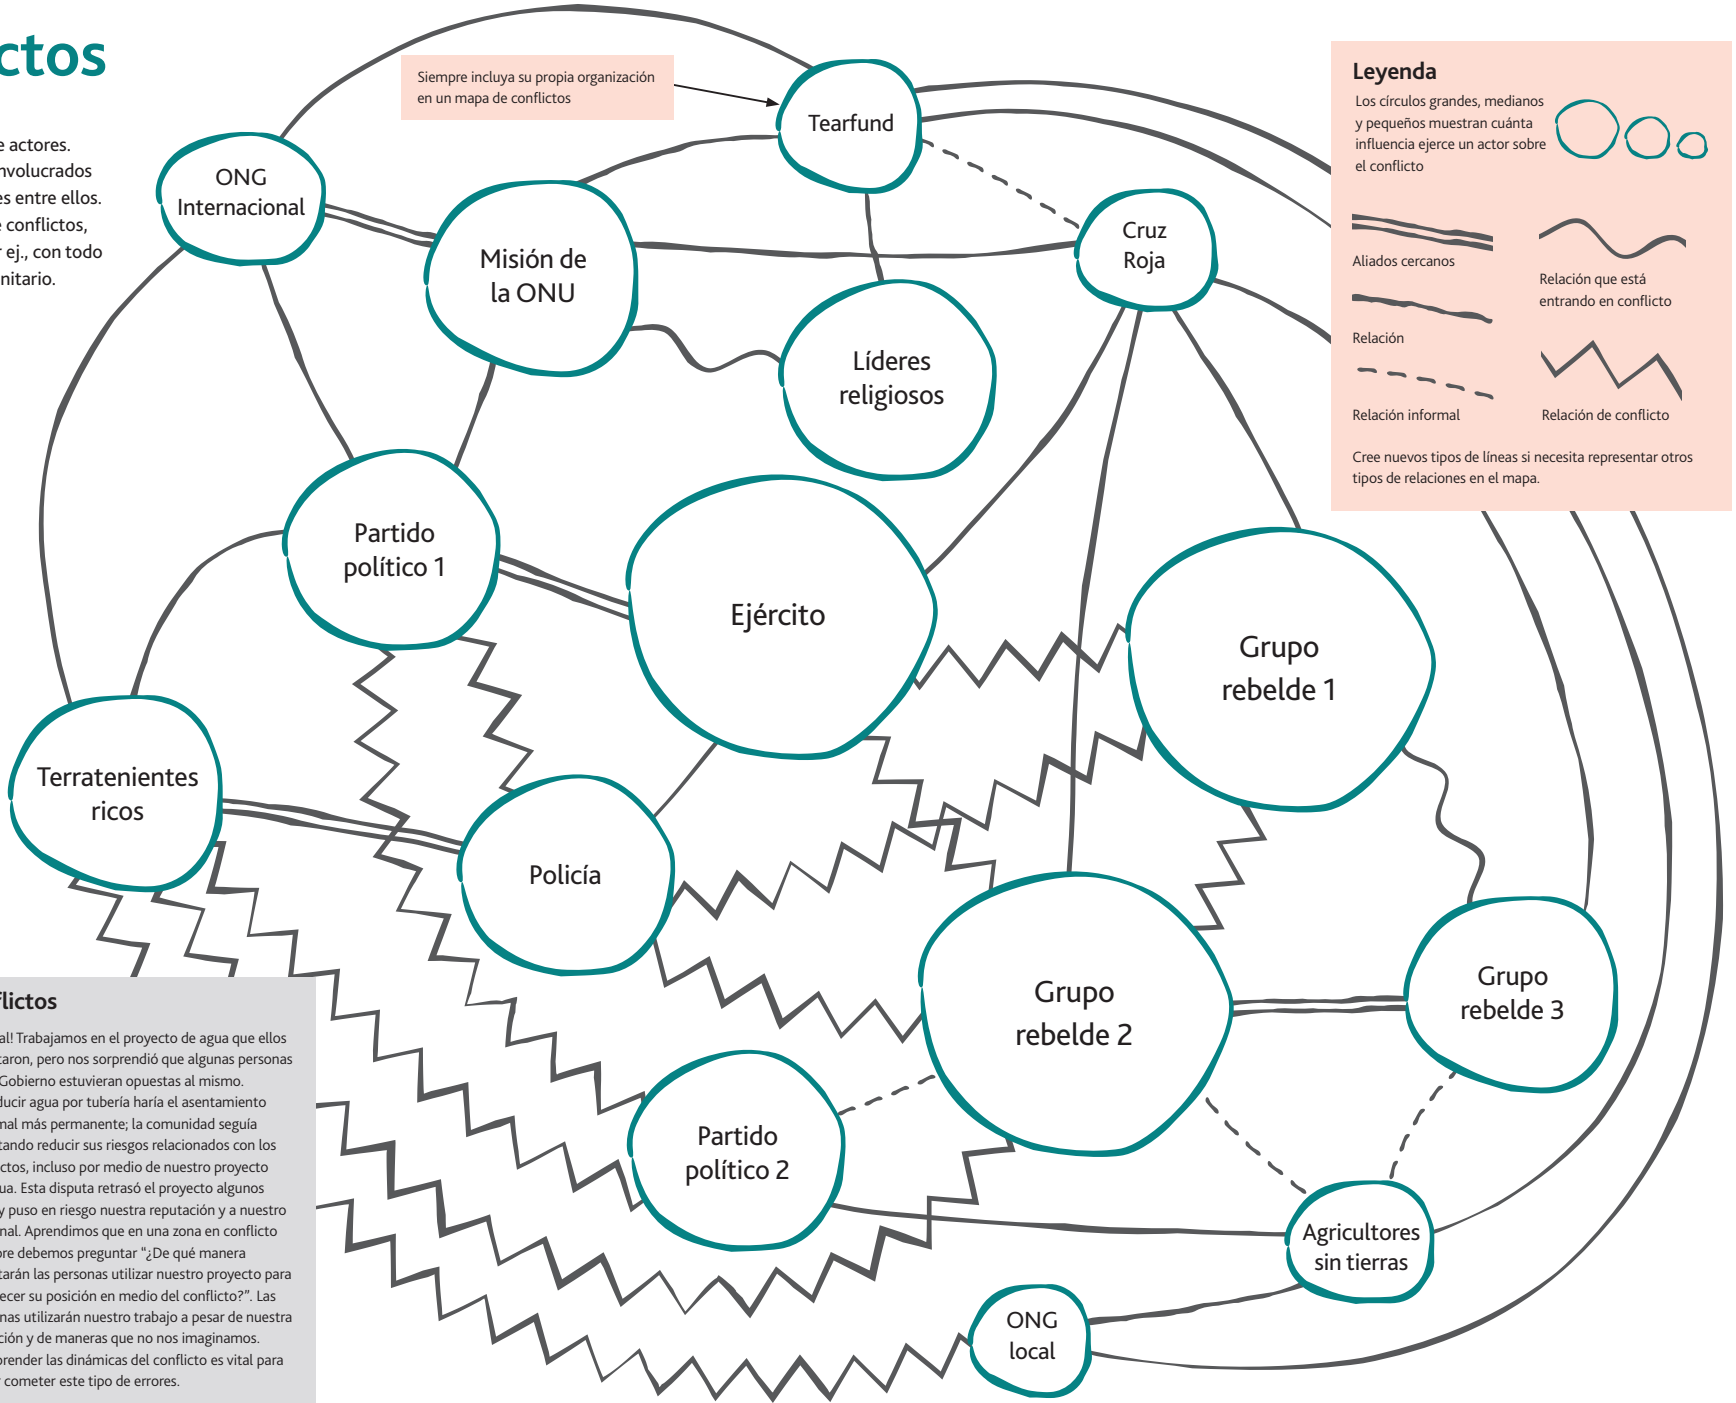 ctos
e actores.
nvolucrados
es entre ellos.
e conflictos,
r ej., con todo
nitario.
Siempre incluya su propia organización
en un mapa de conflictos
Tearfund
ONG
Internacional
Misión de
la ONU
Cruz
Roja
Líderes
religiosos
Partido
político 1
Ejército
Grupo
rebelde 1
Terratenientes
ricos
Policía
Grupo
rebelde 2
Grupo
rebelde 3
Partido
político 2
Agricultores
sin tierras
ONG
local
Leyenda
Los círculos grandes, medianos
y pequeños muestran cuánta
influencia ejerce un actor sobre
el conflicto
Aliados cercanos
Relación
Relación informal
Relación que está
entrando en conflicto
Relación de conflicto
Cree nuevos tipos de líneas si necesita representar otros
tipos de relaciones en el mapa.
flictos
al! Trabajamos en el proyecto de agua que ellos
taron, pero nos sorprendió que algunas personas
Gobierno estuvieran opuestas al mismo.
ducir agua por tubería haría el asentamiento
mal más permanente; la comunidad seguía
tando reducir sus riesgos relacionados con los
ctos, incluso por medio de nuestro proyecto
ua. Esta disputa retrasó el proyecto algunos
y puso en riesgo nuestra reputación y a nuestro
nal. Aprendimos que en una zona en conflicto
pre debemos preguntar “¿De qué manera
tarán las personas utilizar nuestro proyecto para
ecer su posición en medio del conflicto?”. Las
nas utilizarán nuestro trabajo a pesar de nuestra
ción y de maneras que no nos imaginamos.
prender las dinámicas del conflicto es vital para
r cometer este tipo de errores.